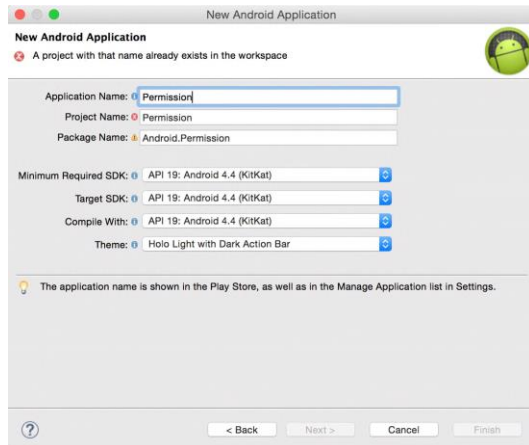 New Android Application
New Android Application
A project with that name already exists in the workspace
Application Name: Permission
Project Name: Permission
Package Name: Android.Permission
Minimum Required SDK: API 19: Android 4.4 (KitKat)
Target SDK: API 19: Android 4.4 (KitKat)
Compile With: API 19: Android 4.4 (KitKat)
Theme: Holo Light with Dark Action Bar
The application name is shown in the Play Store, as well as in the Manage Application list in Settings.
? < Back Next > Cancel Finish